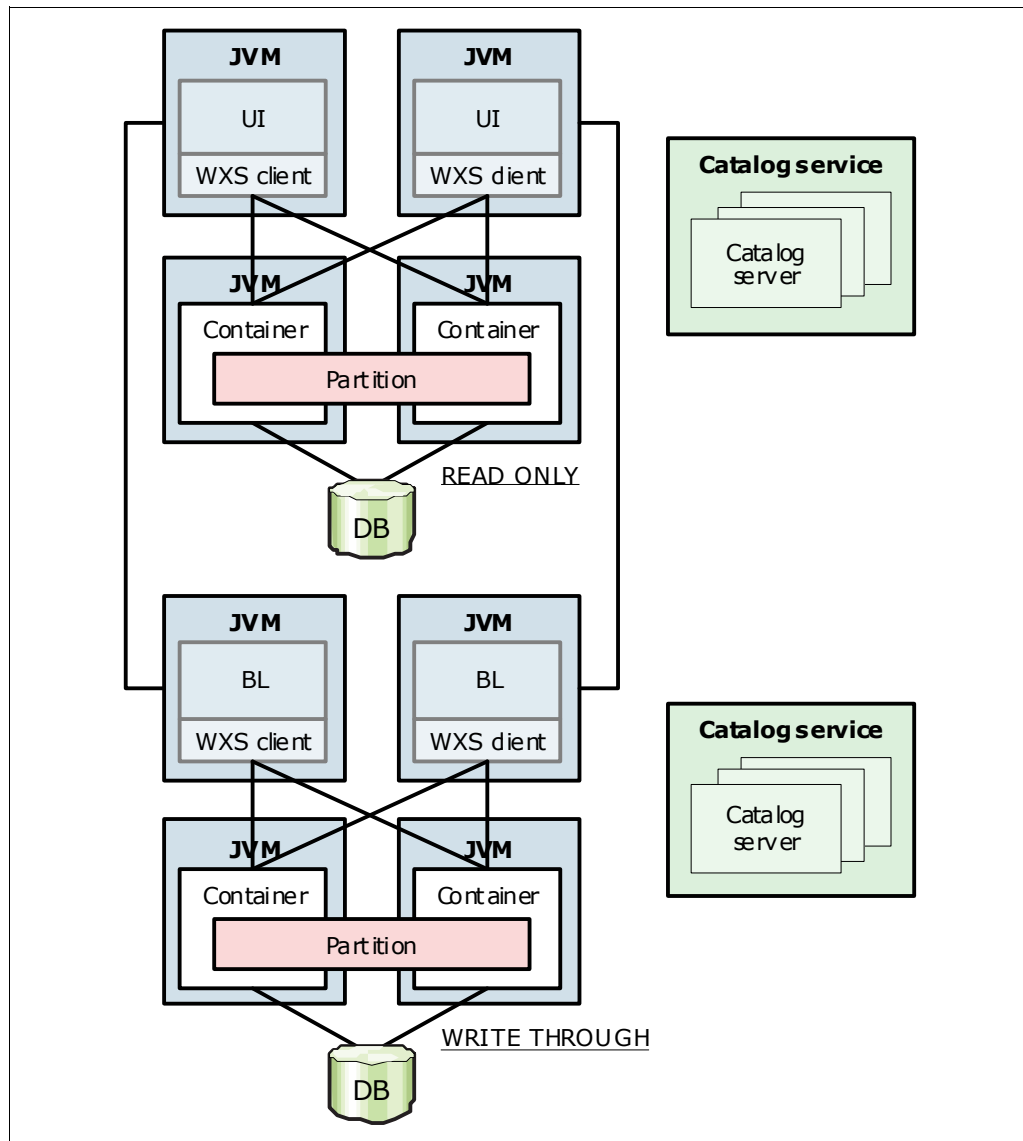 JVM
JVM
UI
UI
WXS client
WXS client
Catalog service
Catalog
server
JVM
JVM
Container
Container
Partition
READ ONLY
DB
JVM
JVM
BL
BL
WXS client
WXS client
Catalog service
Catalog
server
JVM
JVM
Container
Container
Partition
WRITE THROUGH
DB